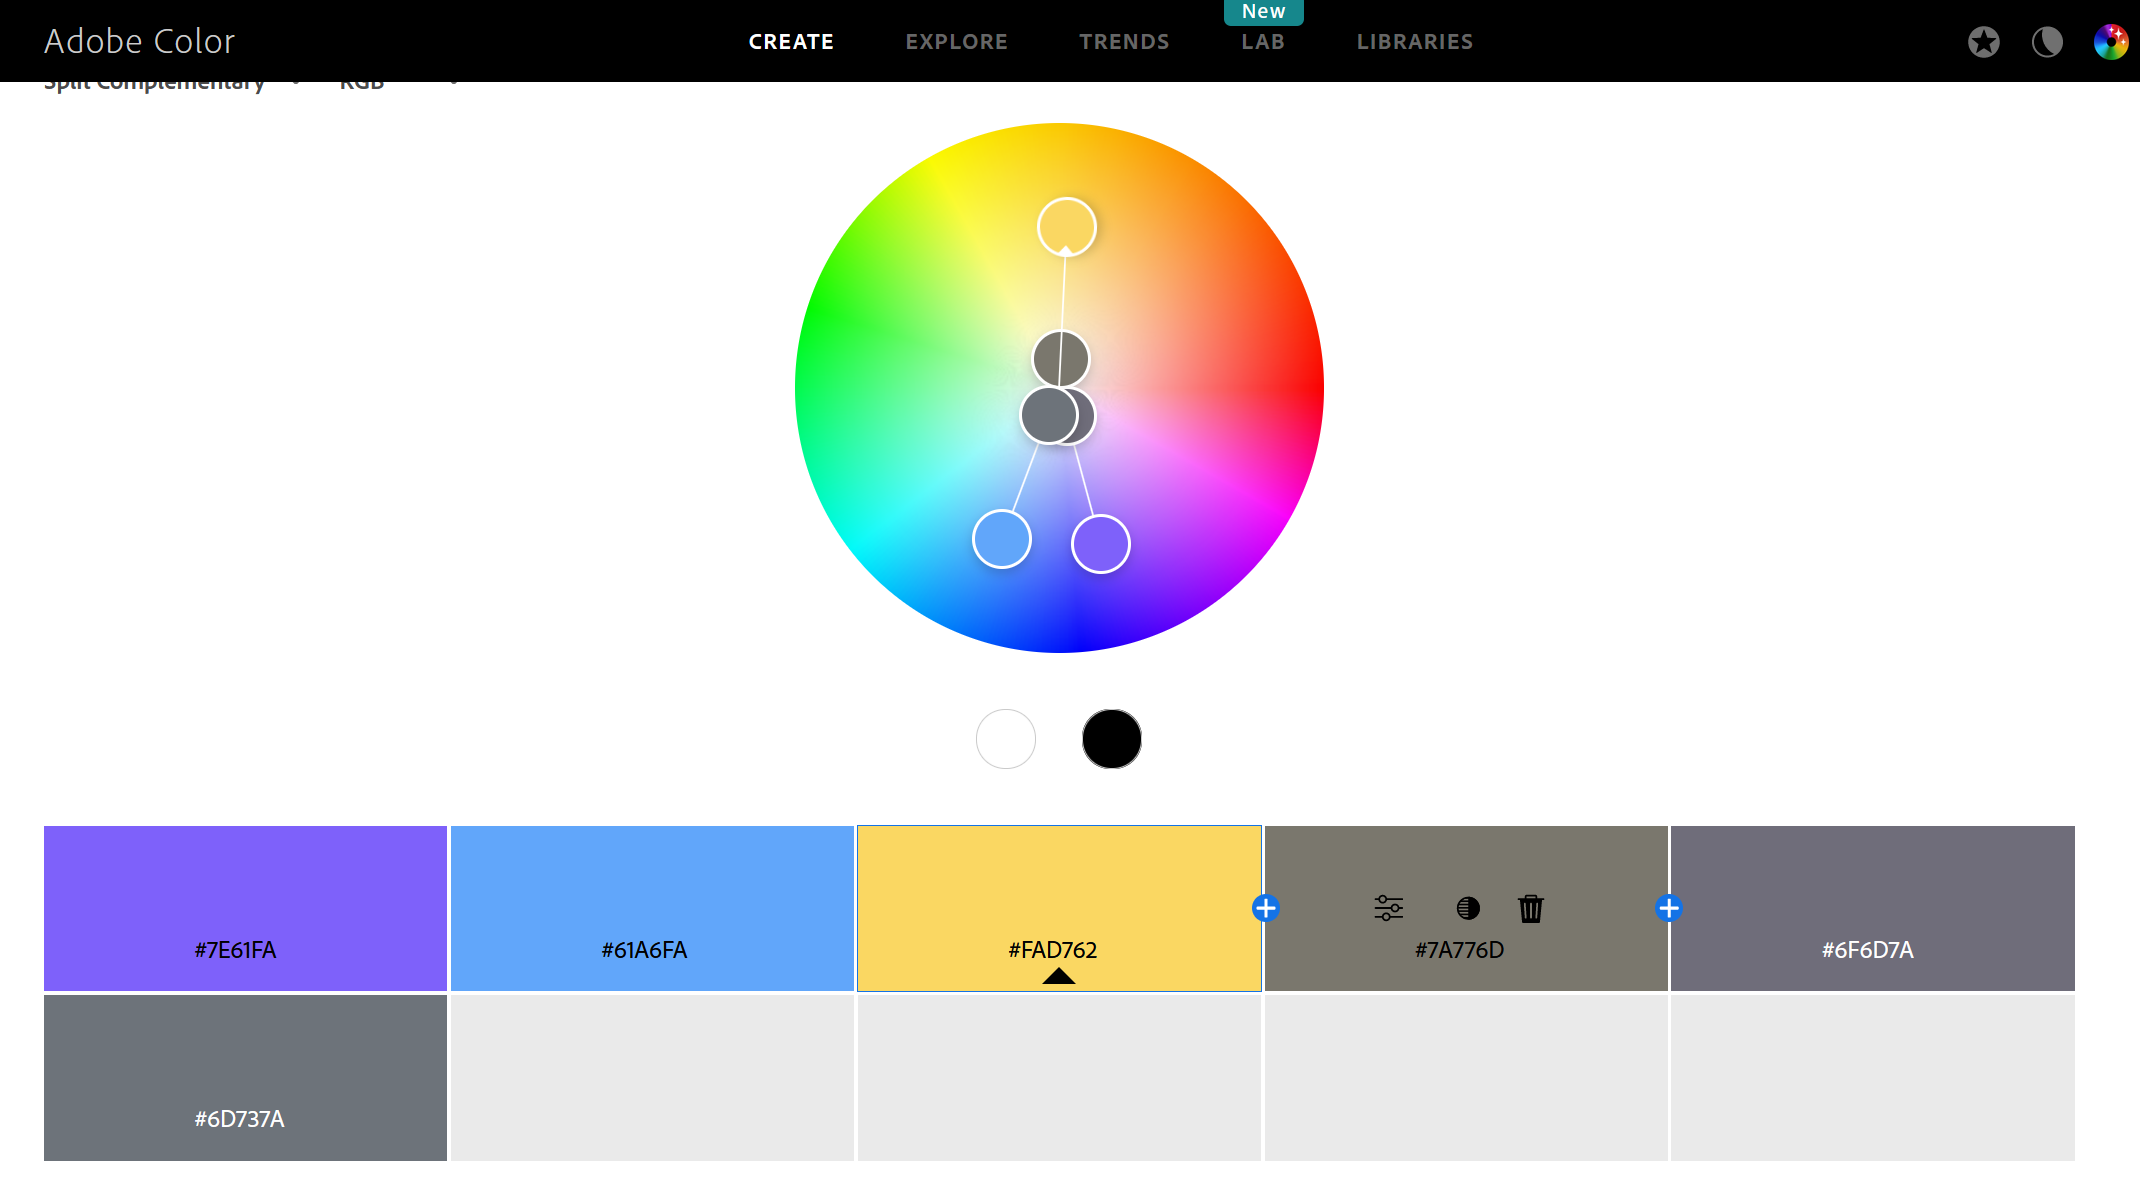 Adobe Color
CREATE
EXPLORE
TRENDS
New
LAB
LIBRARIES
Split Complementary
RGB
#7E61FA
#61A6FA
#FAD762
#7A776D
#6F6D7A
#6D737A